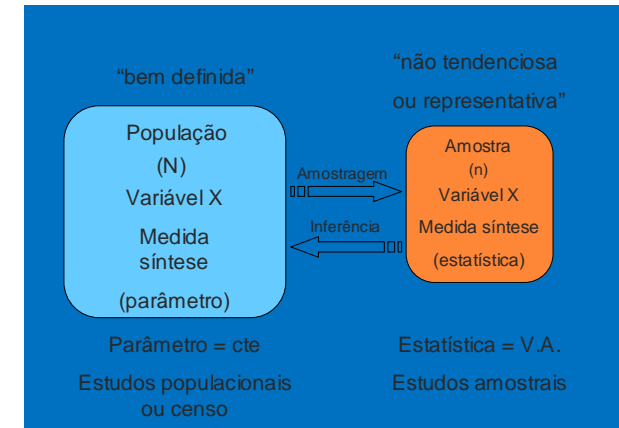 “bem definida”
“não tendenciosa
ou representativa”
População
(N)
Variável X
Medida
síntese
(parâmetro)
Amostragem
Inferência
Amostra
(n)
Variável X
Medida síntese
(estatística)
Parâmetro = cte
Estudos populacionais
ou censo
Estatística = V.A.
Estudos amostrais